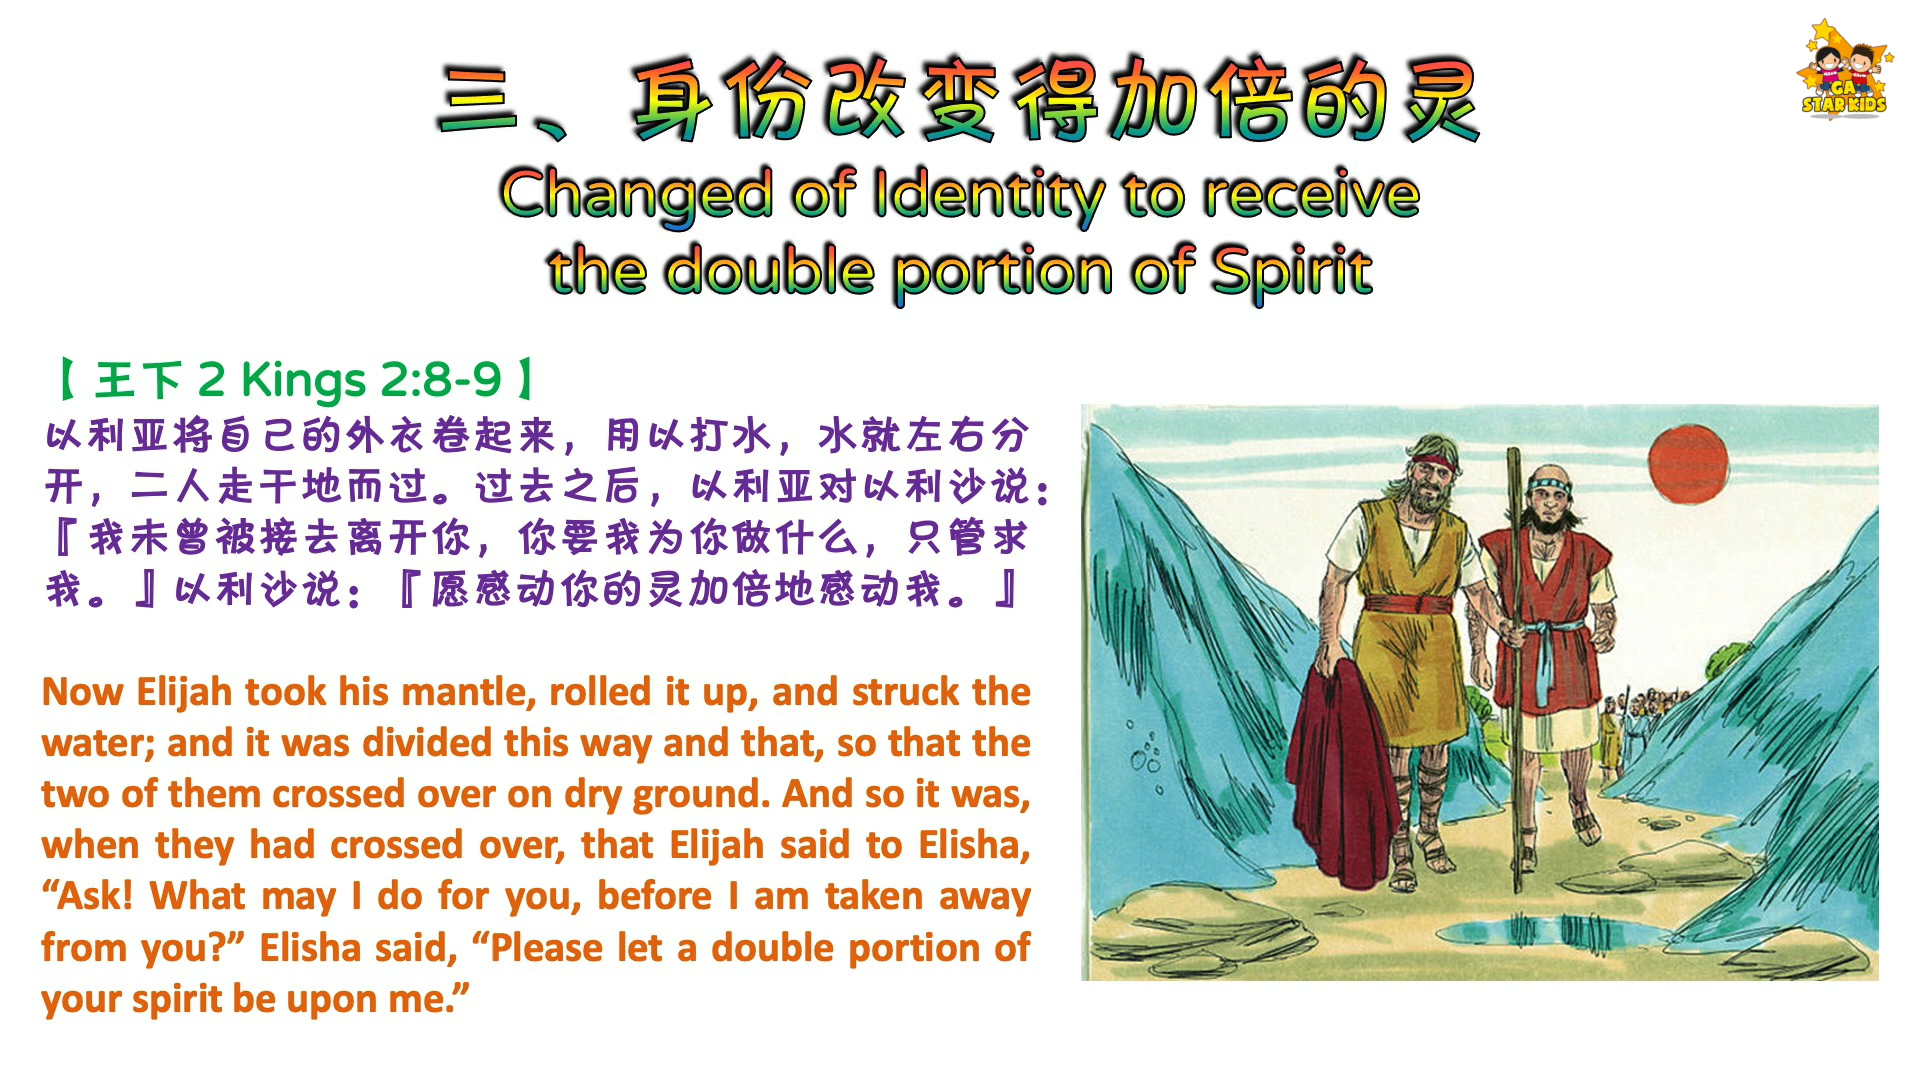 三、身份改变得加倍的灵
Changed of Identity to receive
the double portion of Spirit
GA
STAR KIDS
【王下 2 Kings 2:8-9】
以利亚将自己的外衣卷起来，用以打水，水就左右分
开，二人走干地而过。过去之后，以利亚对以利沙说：
『我未曾被接去离开你，你要我为你做什么，只管求
我。』以利沙说：『愿感动你的灵加倍地感动我。』
Now Elijah took his mantle, rolled it up, and struck the
water; and it was divided this way and that, so that the
two of them crossed over on dry ground. And so it was,
when they had crossed over, that Elijah said to Elisha,
“Ask! What may I do for you, before I am taken away
from you?” Elisha said, “Please let a double portion of
your spirit be upon me.”